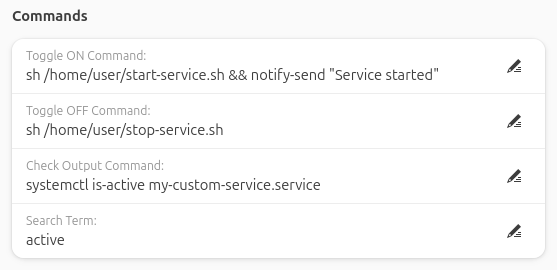 Commands
Toggle ON Command:
sh /home/user/start-service.sh && notify-send "Service started"
Toggle OFF Command:
sh /home/user/stop-service.sh
Check Output Command:
systemctl is-active my-custom-service.service
Search Term:
active